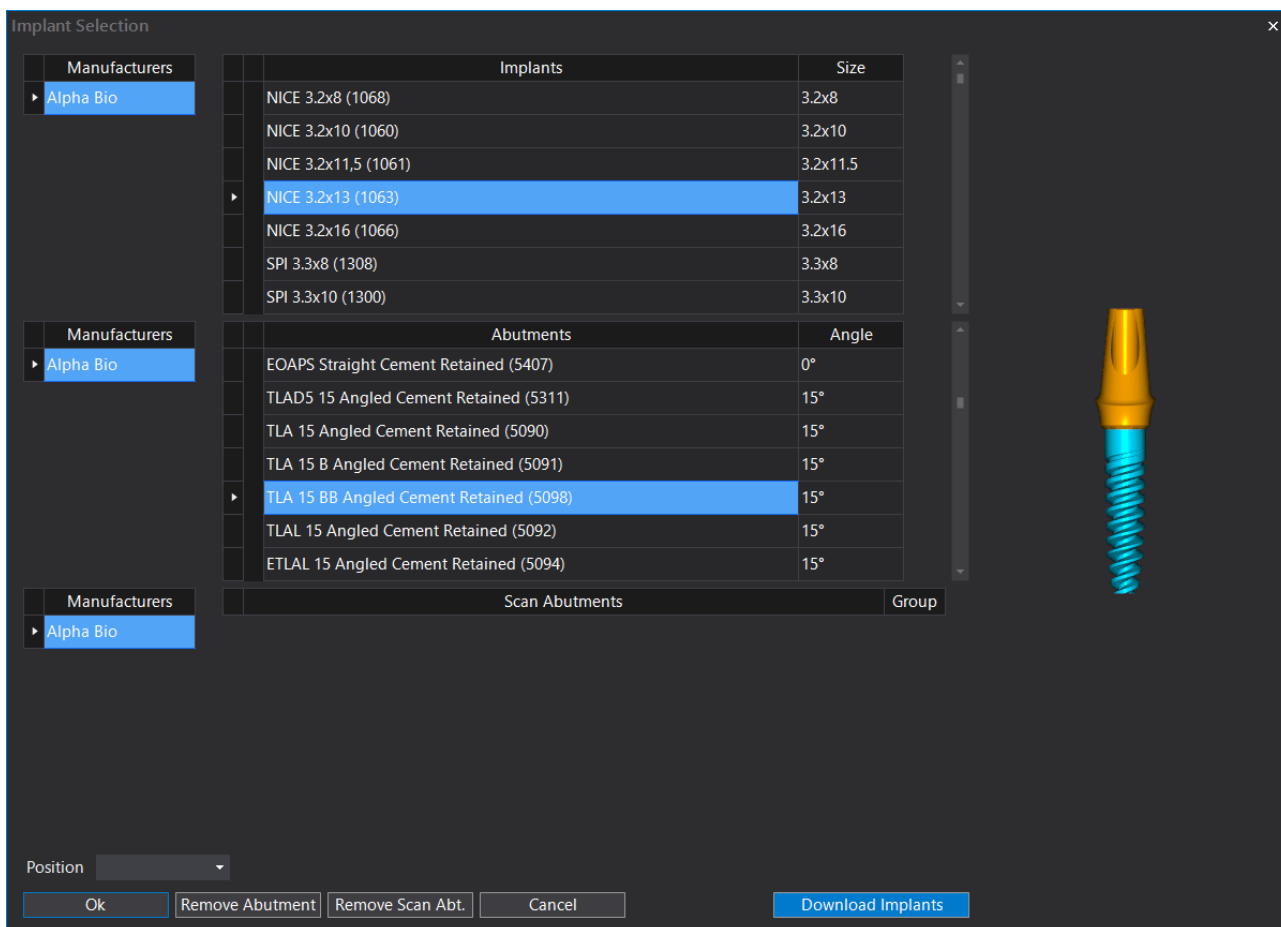 Implant Selection
Manufacturers Implants Size
Alpha Bio NICE 3.2x8 (1068) 3.2x8
NICE 3.2x10 (1060) 3.2x10
NICE 3.2x11,5 (1061) 3.2x11.5
NICE 3.2x13 (1063) 3.2x13
NICE 3.2x16 (1066) 3.2x16
SPI 3.3x8 (1308) 3.3x8
SPI 3.3x10 (1300) 3.3x10
Manufacturers Abutments Angle
Alpha Bio EOAPS Straight Cement Retained (5407) 0°
TLAD5 15 Angled Cement Retained (5311) 15°
TLA 15 Angled Cement Retained (5090) 15°
TLA 15 B Angled Cement Retained (5091) 15°
TLA 15 BB Angled Cement Retained (5098) 15°
TLAL 15 Angled Cement Retained (5092) 15°
ETLAL 15 Angled Cement Retained (5094) 15°
Manufacturers Scan Abutments Group
Alpha Bio
Position
Ok Remove Abutment Remove Scan Abt. Cancel Download Implants